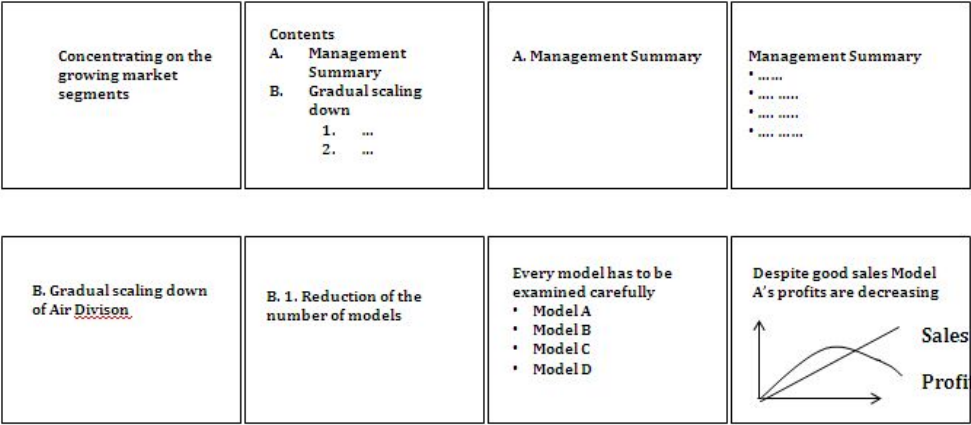 Concentrating on the
growing market
segments
Contents
A. Management
Summary
B. Gradual scaling
down
1. ...
2. ...
A. Management Summary
Management Summary
• ......
• .... .....
• .... .....
• .... ......
B. Gradual scaling down
of Air Divison
B. 1. Reduction of the
number of models
Every model has to be
examined carefully
• Model A
• Model B
• Model C
• Model D
Despite good sales Model
A's profits are decreasing
Sales
Profi